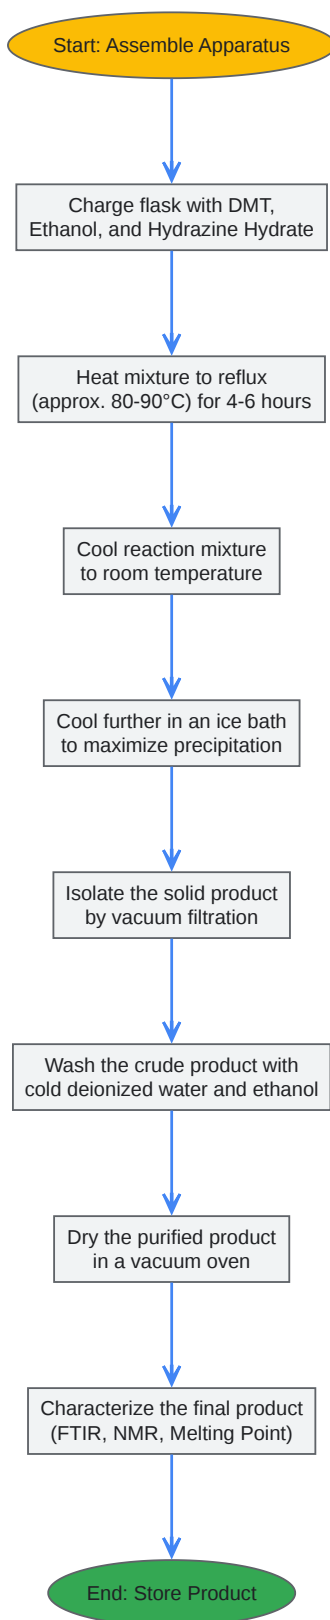 Start: Assemble Apparatus
Charge flask with DMT,
Ethanol, and Hydrazine Hydrate
Heat mixture to reflux
(approx. 80-90°C) for 4-6 hours
Cool reaction mixture
to room temperature
Cool further in an ice bath
to maximize precipitation
Isolate the solid product
by vacuum filtration
Wash the crude product with
cold deionized water and ethanol
Dry the purified product
in a vacuum oven
Characterize the final product
(FTIR, NMR, Melting Point)
End: Store Product